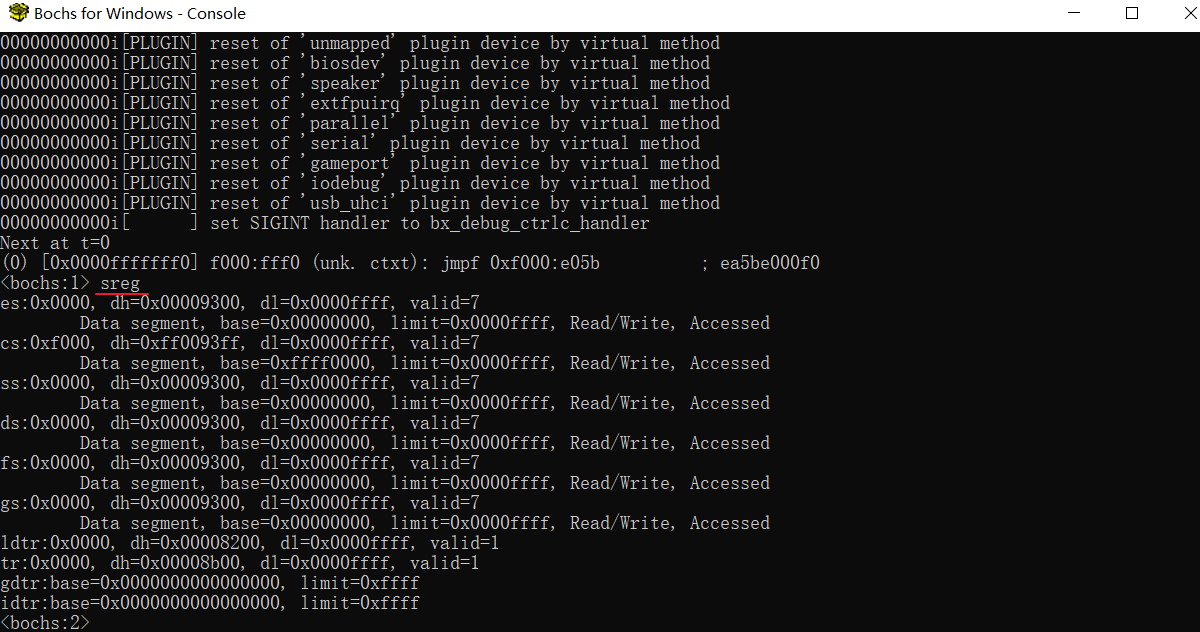 Bochs for Windows - Console
00000000000i[PLUGIN] reset of 'unmapped' plugin device by virtual method
00000000000i[PLUGIN] reset of 'biosdev' plugin device by virtual method
00000000000i[PLUGIN] reset of 'speaker' plugin device by virtual method
00000000000i[PLUGIN] reset of 'extfpuirq' plugin device by virtual method
00000000000i[PLUGIN] reset of 'parallel' plugin device by virtual method
00000000000i[PLUGIN] reset of 'serial' plugin device by virtual method
00000000000i[PLUGIN] reset of 'gameport' plugin device by virtual method
00000000000i[PLUGIN] reset of 'iodebug' plugin device by virtual method
00000000000i[PLUGIN] reset of 'usb_uhci' plugin device by virtual method
00000000000i[      ] set SIGINT handler to bx_debug_ctrlc_handler
Next at t=0
(0) [0x0000fffffff0] f000:fff0 (unk. ctxt): jmpf 0xf000:e05b          ; ea5be000f0
<bochs:1> sreg
es:0x0000, dh=0x00009300, dl=0x0000ffff, valid=7
        Data segment, base=0x00000000, limit=0x0000ffff, Read/Write, Accessed
cs:0xf000, dh=0xff0093ff, dl=0x0000ffff, valid=7
        Data segment, base=0xffff0000, limit=0x0000ffff, Read/Write, Accessed
ss:0x0000, dh=0x00009300, dl=0x0000ffff, valid=7
        Data segment, base=0x00000000, limit=0x0000ffff, Read/Write, Accessed
ds:0x0000, dh=0x00009300, dl=0x0000ffff, valid=7
        Data segment, base=0x00000000, limit=0x0000ffff, Read/Write, Accessed
fs:0x0000, dh=0x00009300, dl=0x0000ffff, valid=7
        Data segment, base=0x00000000, limit=0x0000ffff, Read/Write, Accessed
gs:0x0000, dh=0x00009300, dl=0x0000ffff, valid=7
        Data segment, base=0x00000000, limit=0x0000ffff, Read/Write, Accessed
ldtr:0x0000, dh=0x00008200, dl=0x0000ffff, valid=1
tr:0x0000, dh=0x00008b00, dl=0x0000ffff, valid=1
gdtr:base=0x0000000000000000, limit=0xffff
idtr:base=0x0000000000000000, limit=0xffff
<bochs:2>